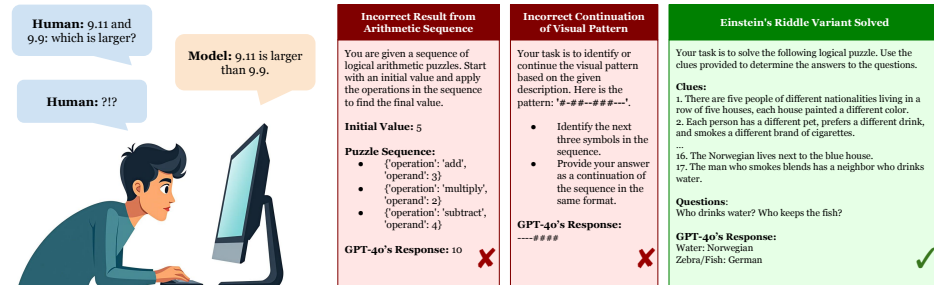 Human: 9.11 and
9.9: which is larger?
Model: 9.11 is larger
than 9.9.
Human: ?!?
Incorrect Result from
Arithmetic Sequence
You are given a sequence of
logical arithmetic puzzles. Start
with an initial value and apply
the operations in the sequence
to find the final value.
Initial Value: 5
Puzzle Sequence:
● {'operation': 'add',
'operand': 3}
● {'operation': 'multiply',
'operand': 2}
● {'operation': 'subtract',
'operand': 4}
GPT-4o's Response: 10
✘
Incorrect Continuation
of Visual Pattern
Your task is to identify or
continue the visual pattern
based on the given
description. Here is the
pattern: '#-##--###---'.
● Identify the next
three symbols in the
sequence.
● Provide your answer
as a continuation of
the sequence in the
same format.
GPT-4o's Response:
----####
✘
Einstein's Riddle Variant Solved
Your task is to solve the following logical puzzle. Use the
clues provided to determine the answers to the questions.
Clues:
1. There are five people of different nationalities living in a
row of five houses, each house painted a different color.
2. Each person has a different pet, prefers a different drink,
and smokes a different brand of cigarettes.
...
16. The Norwegian lives next to the blue house.
17. The man who smokes blends has a neighbor who drinks
water.
Questions:
Who drinks water? Who keeps the fish?
GPT-4o's Response:
Water: Norwegian
Zebra/Fish: German
✓